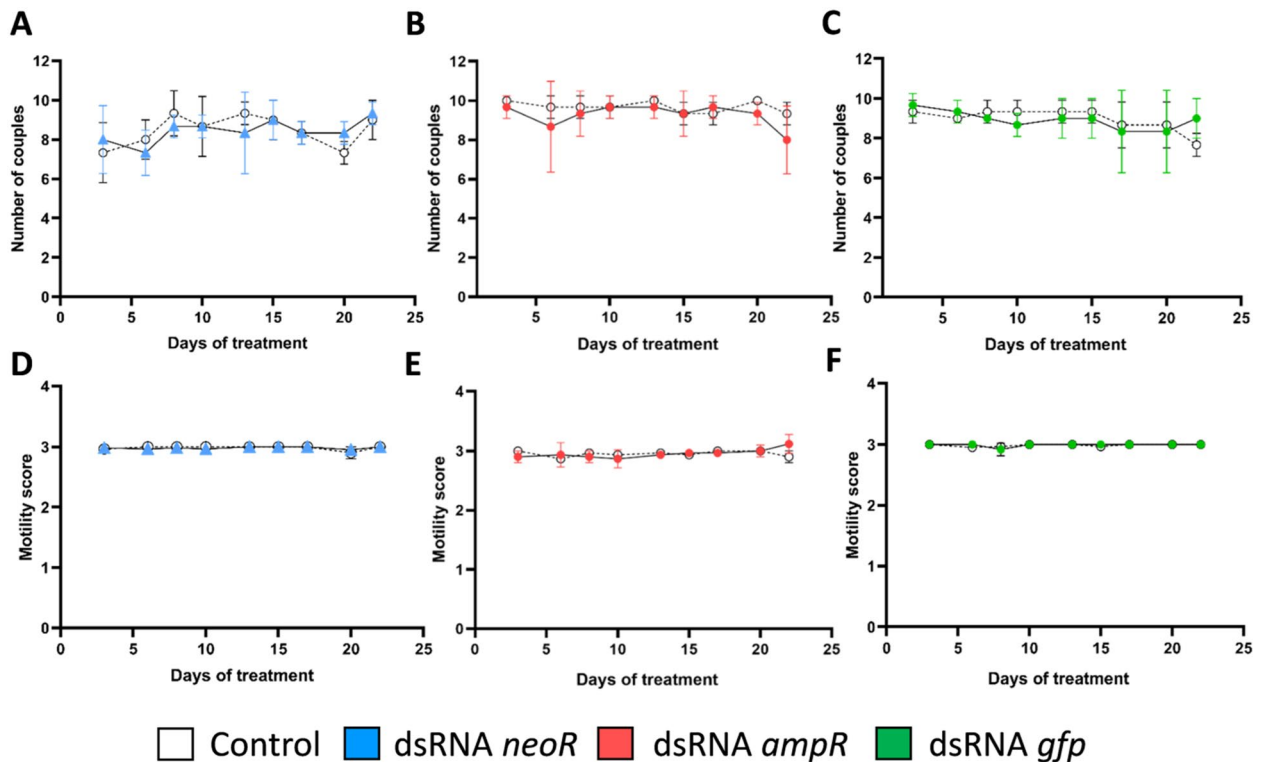 A
B
C
12
10
8
6
4
2
0
Number of couples
0 5 10 15 20 25
Days of treatment
12
10
8
6
4
2
0
Number of couples
5 10 15 20 25
Days of treatment
12
10
8
6
4
2
0
Number of couples
5 10 15 20 25
Days of treatment
D
E
F
4
3
2
1
0
Motility score
0 5 10 15 20 25
Days of treatment
4
3
2
1
0
Motility score
0 5 10 15 20 25
Days of treatment
4
3
2
1
0
Motility score
0 5 10 15 20 25
Days of treatment
Control dsRNA neoR dsRNA ampR dsRNA gfp